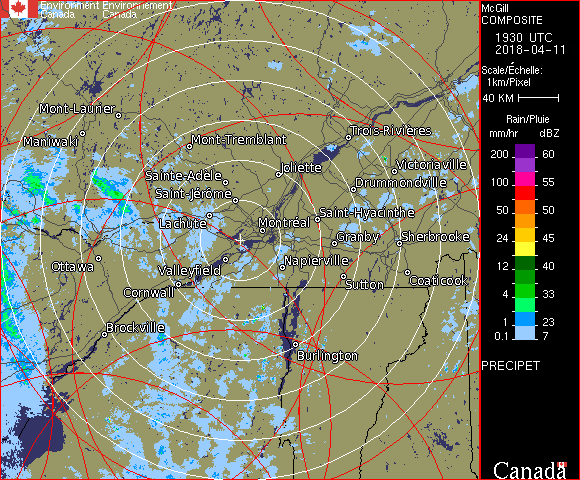 Environment Environnement
Canada Canada
McGill
COMPOSITE
1930 UTC
2018-04-11
Scale/Échelle:
1km/Pixel
40 KM
Rain/Pluie
mm/hr dBZ
200 60
100 55
50 50
45 45
24 45
12 40
4 33
1 23
0.1 7
PRECIPET
Canada
Mont-Laurier
Maniwaki
Mont-Tremblant
Trois-Rivières
Joliette
Victoriaville
Sainte-Adèle
Drummondville
Saint-Jérôme
Lachute
Saint-Hyacinthe
Montréal
Granby
Sherbrooke
Ottawa
Valleyfield
Napierville
Cornwall
Sutton
Coaticook
Brockville
Burlington